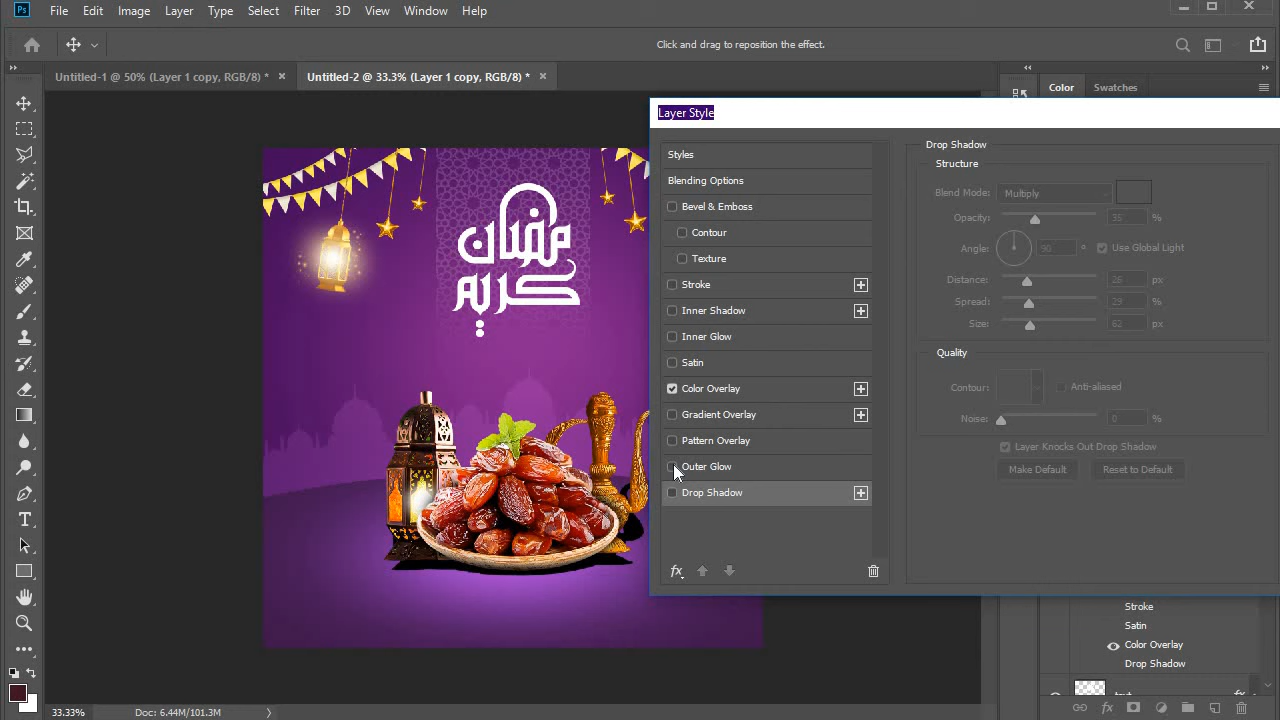 Ps File Edit Image Layer Type Select Filter 3D View Window Help
Click and drag to reposition the effect.
Untitled-1 @ 50% (Layer 1 copy, RGB/8) * × Untitled-2 @ 33.3% (Layer 1 copy, RGB/8) * ×
Color Swatches
Layer Style
Styles
Blending Options
Bevel & Emboss
Contour
Texture
Stroke
Inner Shadow
Inner Glow
Satin
Color Overlay
Gradient Overlay
Pattern Overlay
Outer Glow
Drop Shadow
fx
Drop Shadow
Structure
Blend Mode: Multiply
Opacity: 35 %
Angle: 90 ° Use Global Light
Distance: 26 px
Spread: 29 %
Size: 62 px
Quality
Contour: Anti-aliased
Noise: 0 %
Layer Knocks Out Drop Shadow
Make Default Reset to Default
رمضان
كريم
Stroke
Satin
Color Overlay
Drop Shadow
33.33% Doc: 6.44M/101.3M